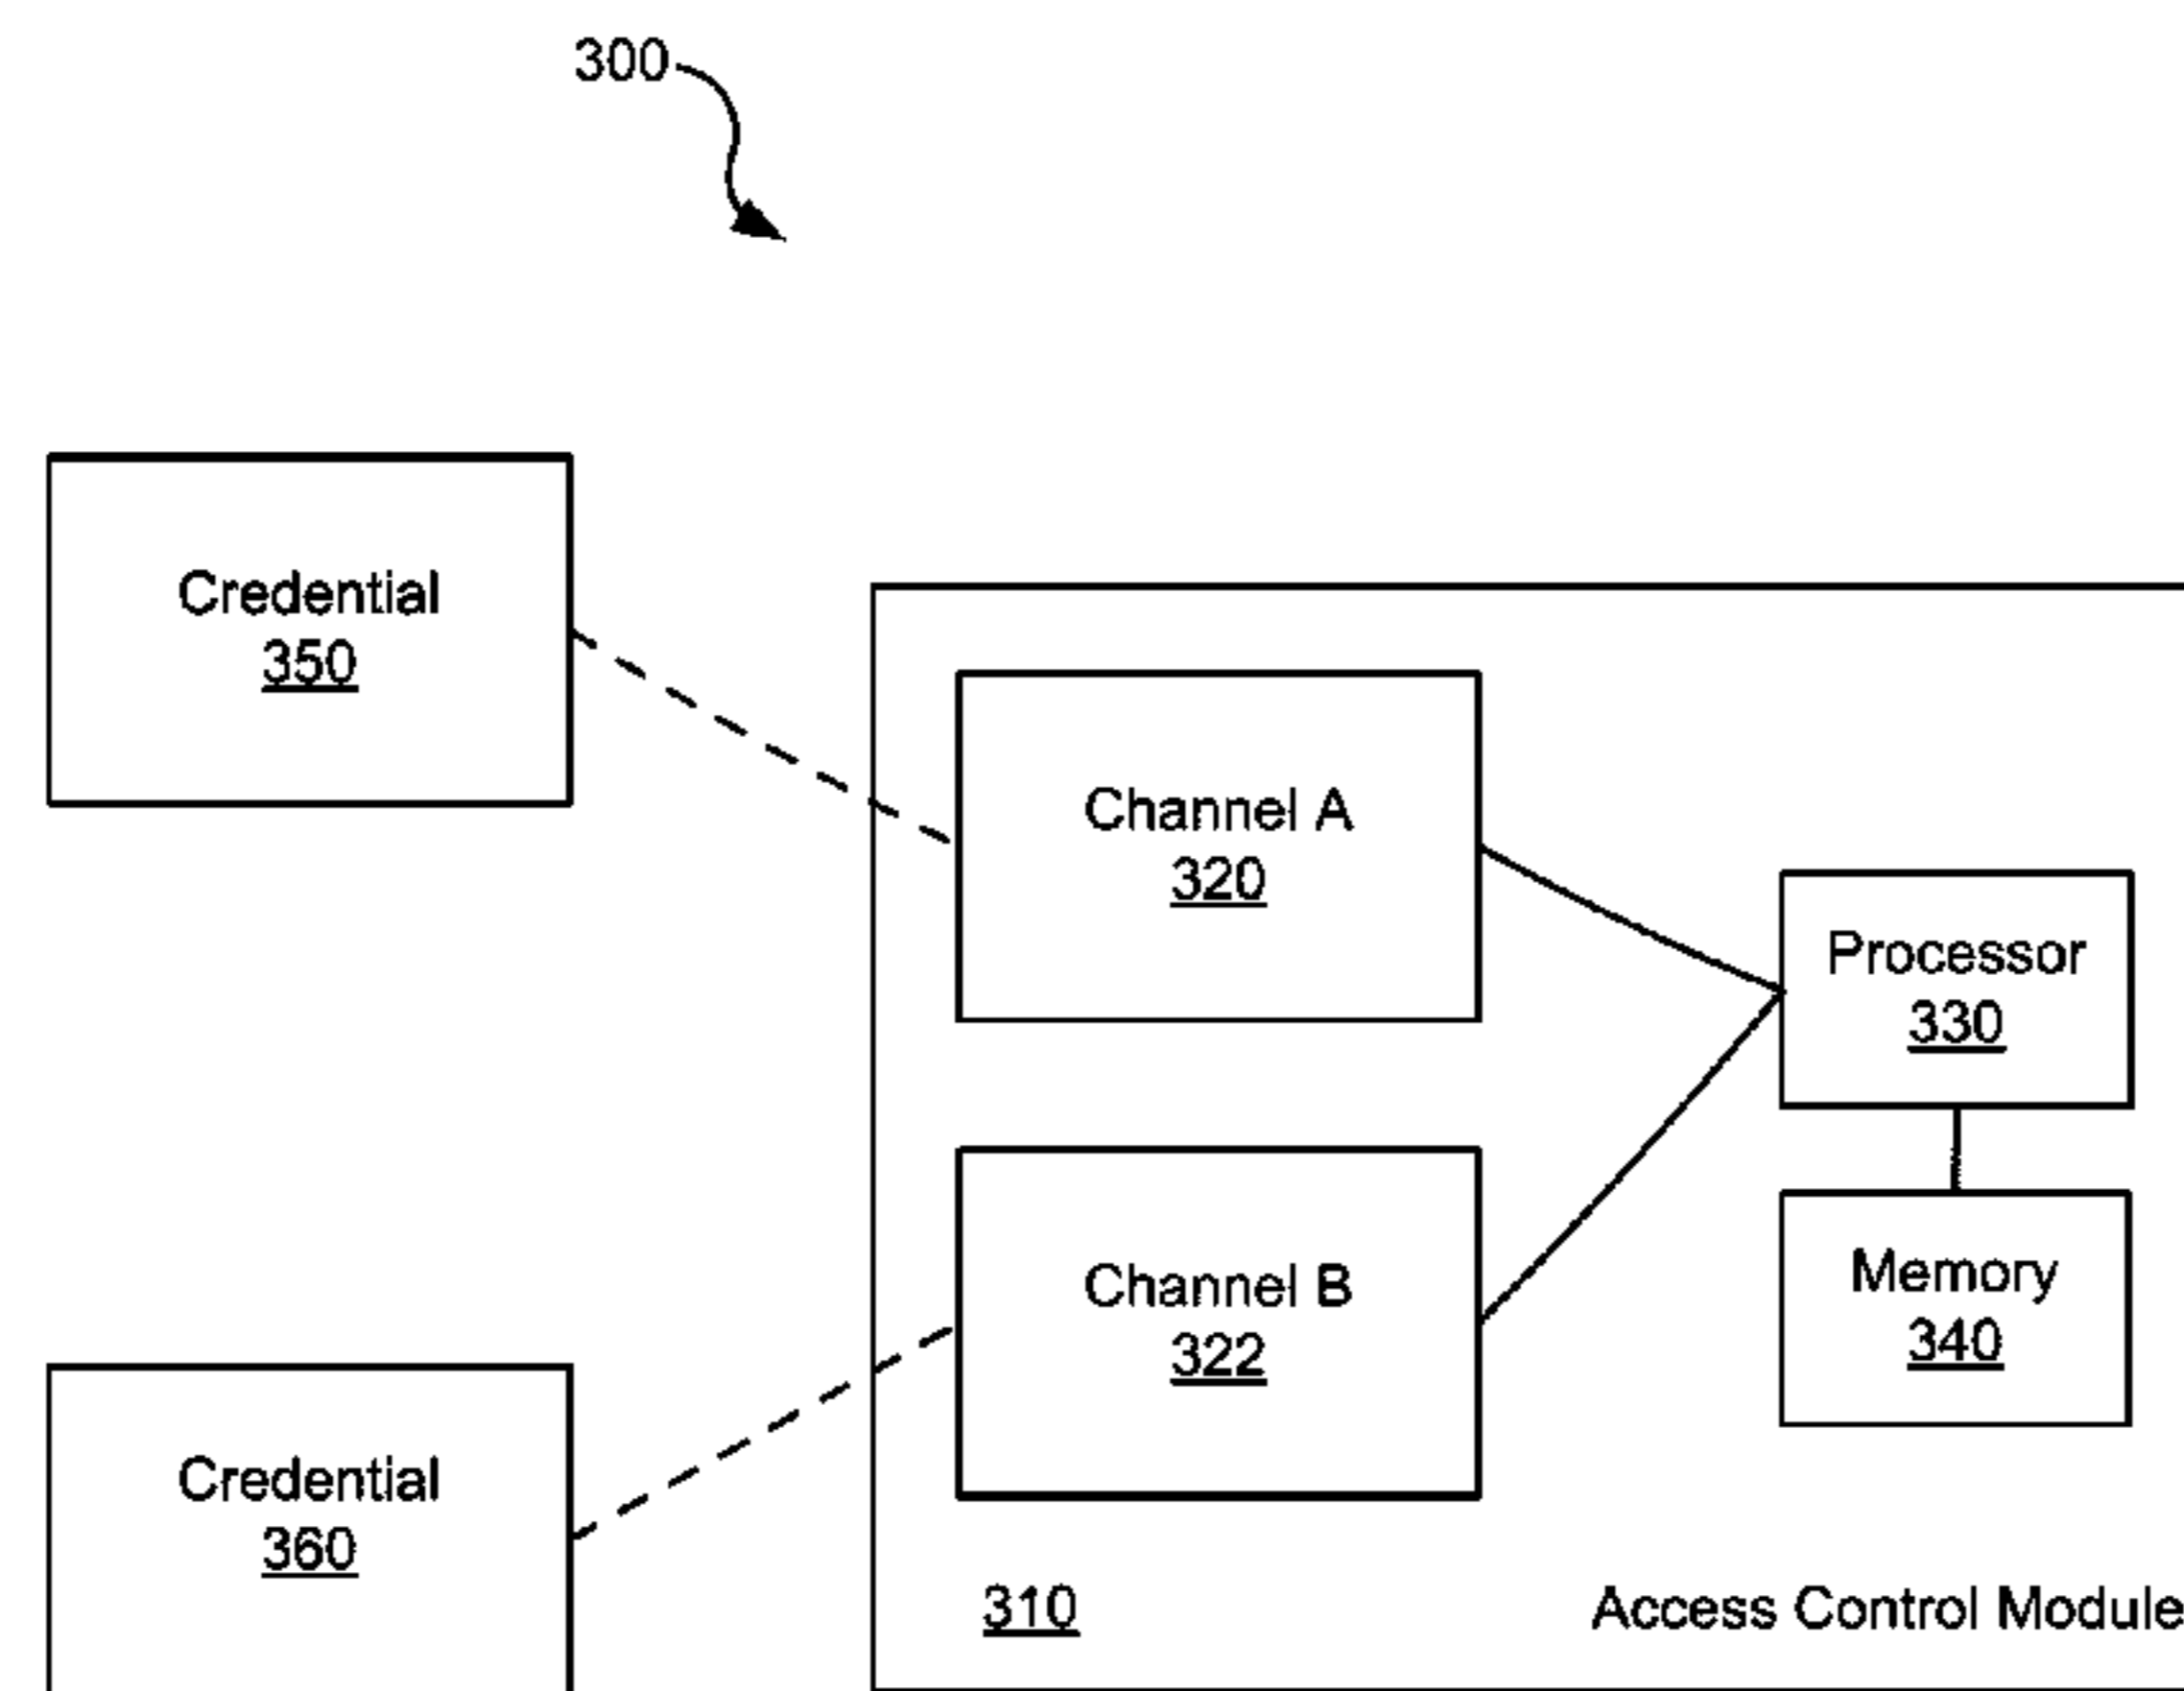 300
Credential
350
Channel A
320
Processor
330
Channel B
322
Memory
340
Credential
360
310
Access Control Module